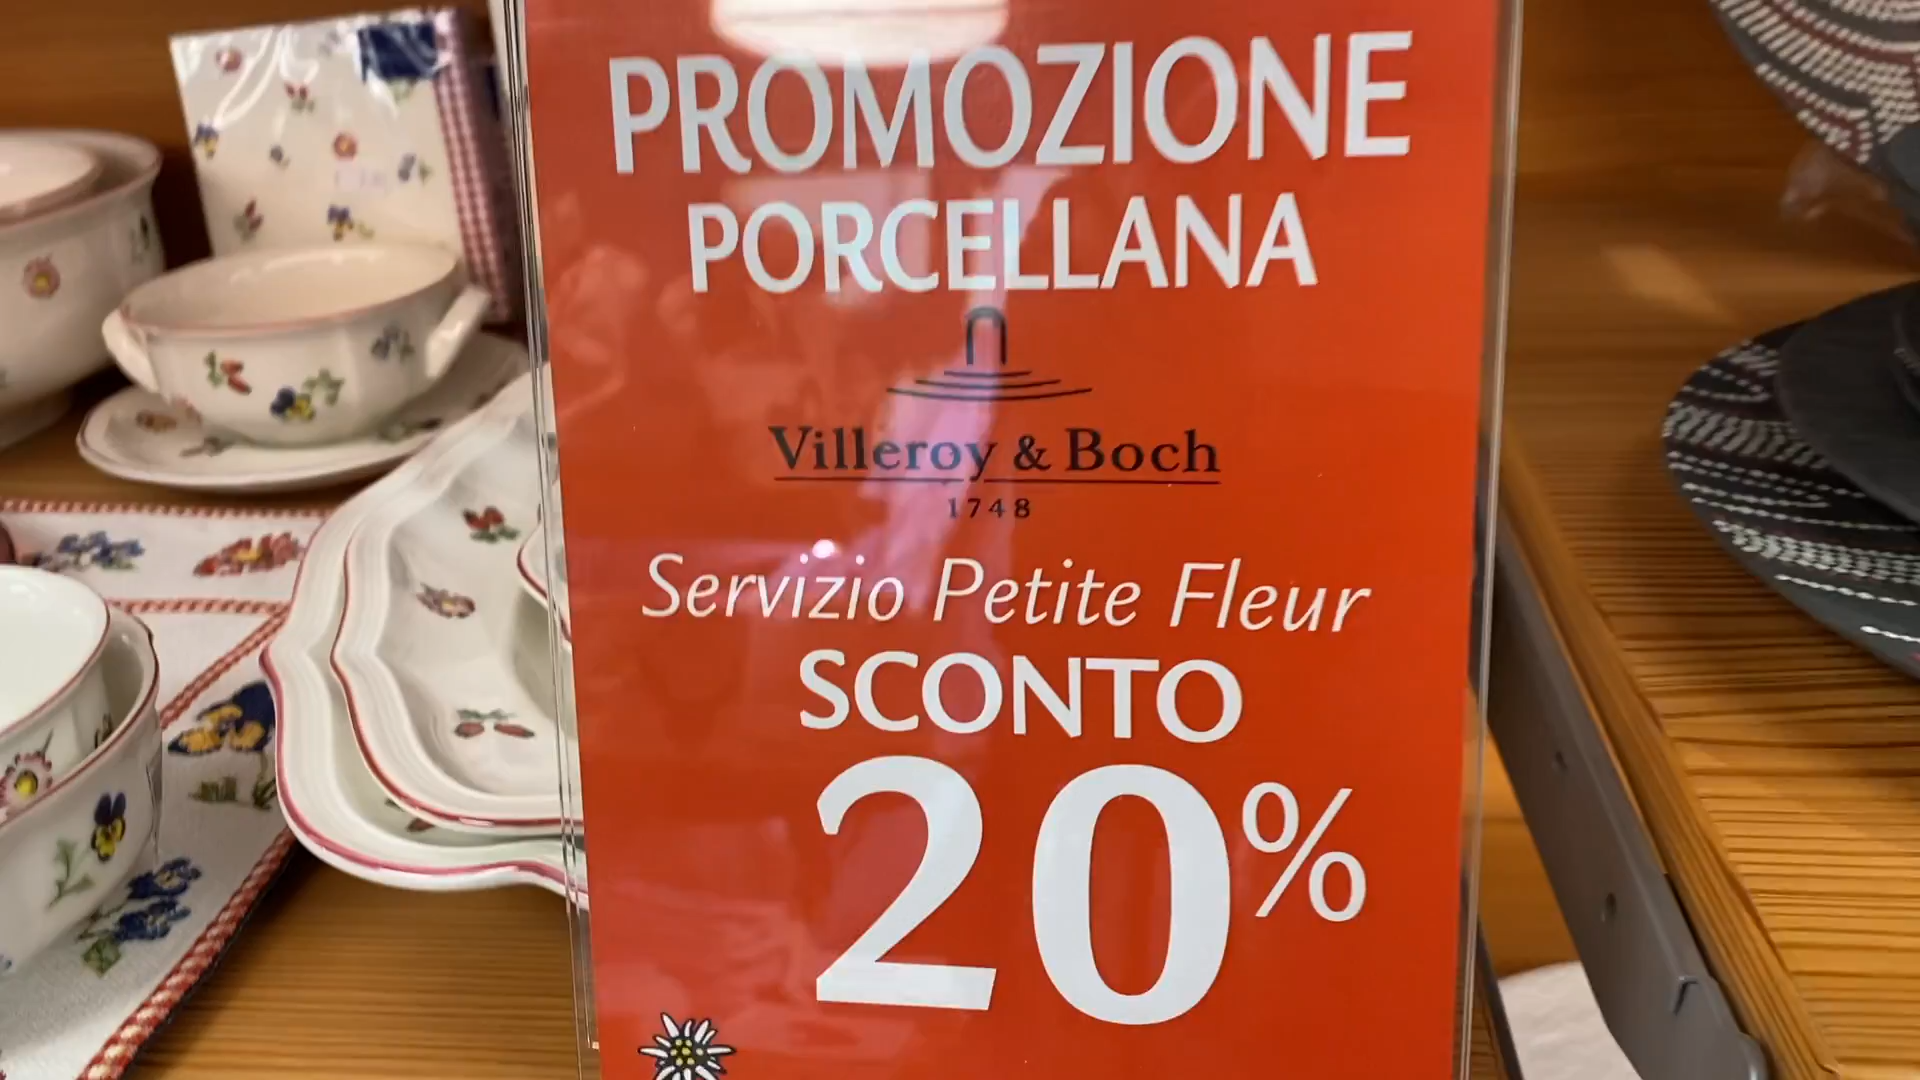 PROMOZIONE
PORCELLANA
Villeroy & Boch
1748
Servizio Petite Fleur
SCONTO
20%